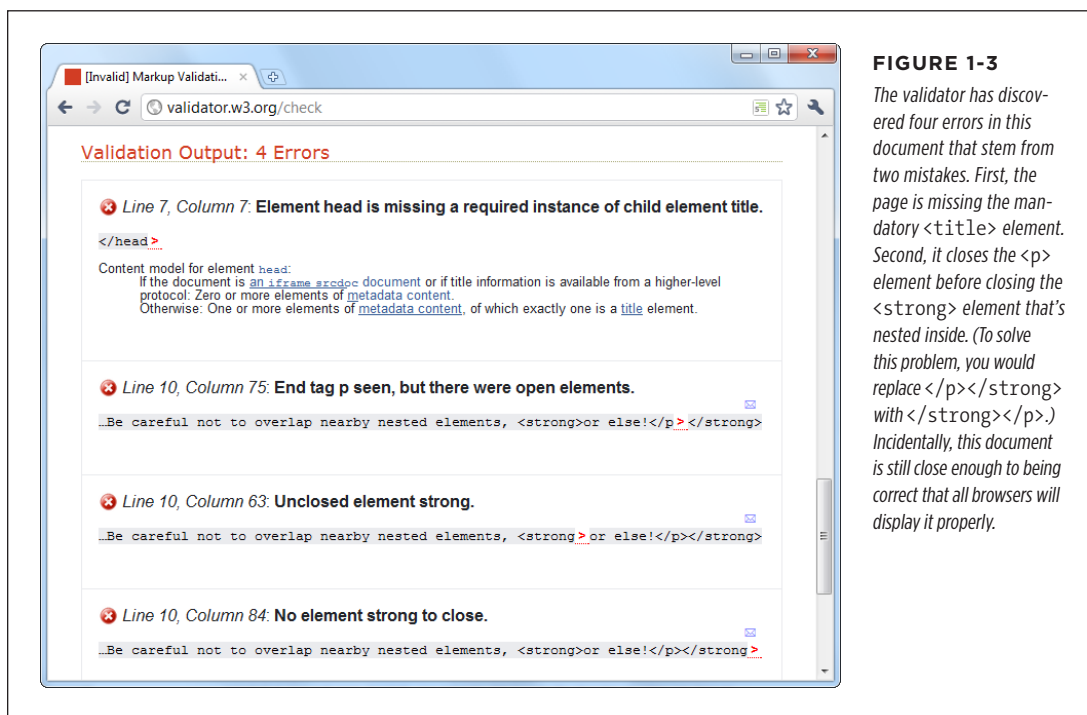 [Invalid] Markup Validati... ×
validator.w3.org/check
Validation Output: 4 Errors
Line 7, Column 7: Element head is missing a required instance of child element title.
</head>
Content model for element head:
If the document is an iframe srcdoc document or if title information is available from a higher-level
protocol: Zero or more elements of metadata content.
Otherwise: One or more elements of metadata content, of which exactly one is a title element.
Line 10, Column 75: End tag p seen, but there were open elements.
…Be careful not to overlap nearby nested elements, <strong>or else!</p></strong>
Line 10, Column 63: Unclosed element strong.
…Be careful not to overlap nearby nested elements, <strong>or else!</p></strong>
Line 10, Column 84: No element strong to close.
…Be careful not to overlap nearby nested elements, <strong>or else!</p></strong>
FIGURE 1-3
The validator has discov-
ered four errors in this
document that stem from
two mistakes. First, the
page is missing the man-
datory <title> element.
Second, it closes the <p>
element before closing the
<strong> element that's
nested inside. (To solve
this problem, you would
replace </p></strong>
with </strong></p>.)
Incidentally, this document
is still close enough to being
correct that all browsers will
display it properly.